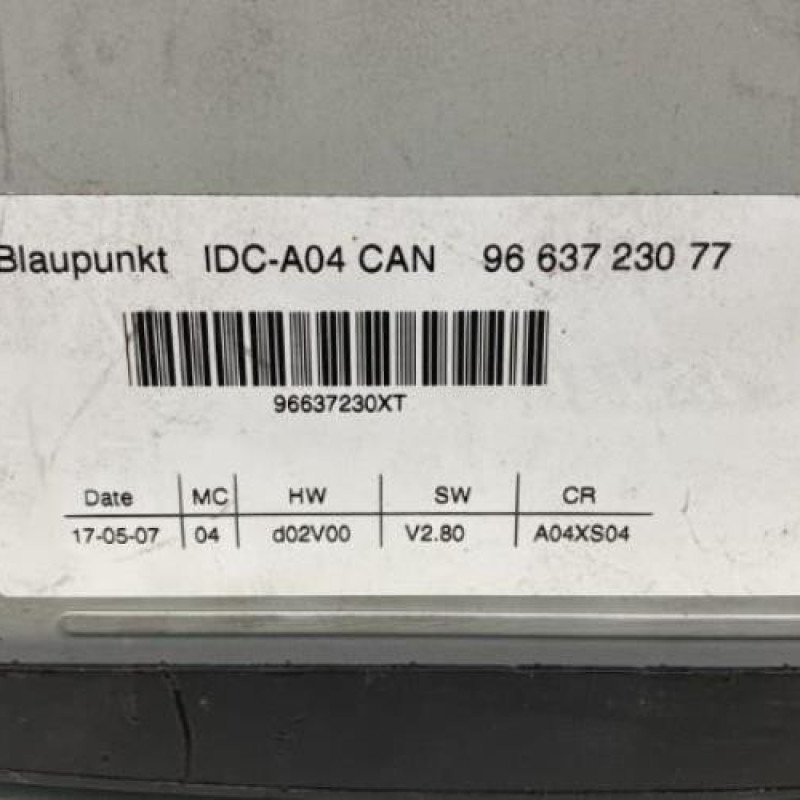 Blaupunkt IDC-A04 CAN 96 637 230 77
96637230XT
Date MC HW SW CR
17-05-07 04 d02V00 V2.80 A04XS04